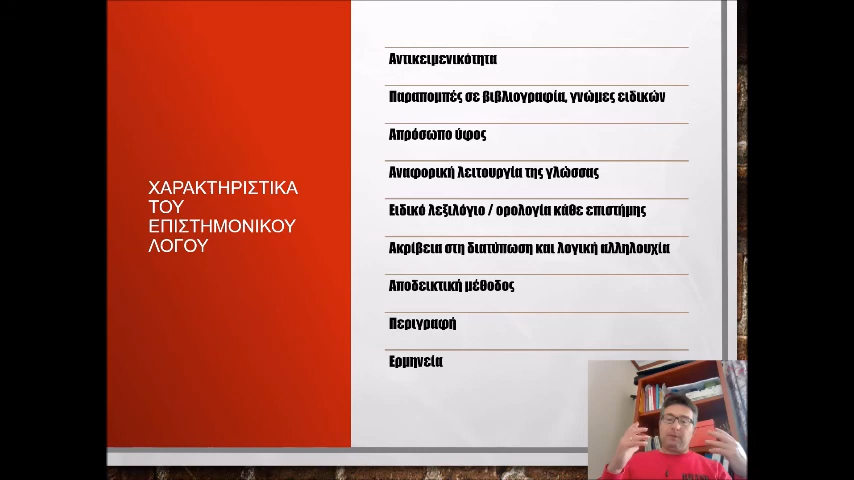 ΧΑΡΑΚΤΗΡΙΣΤΙΚΑ
ΤΟΥ
ΕΠΙΣΤΗΜΟΝΙΚΟΥ
ΛΟΓΟΥ
Αντικειμενικότητα
Παραπομπές σε βιβλιογραφία, γνώμες ειδικών
Απρόσωπο ύφος
Αναφορική λειτουργία της γλώσσας
Ειδικό λεξιλόγιο / ορολογία κάθε επιστήμης
Ακρίβεια στη διατύπωση και λογική αλληλουχία
Αποδεικτική μέθοδος
Περιγραφή
Ερμηνεία